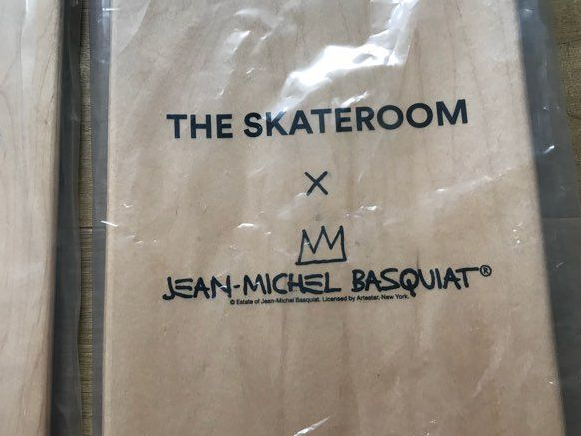 THE SKATEROOM
×
JEAN-MICHEL BASQUIAT®
© Estate of Jean-Michel Basquiat. Licensed by Artestar, New York.